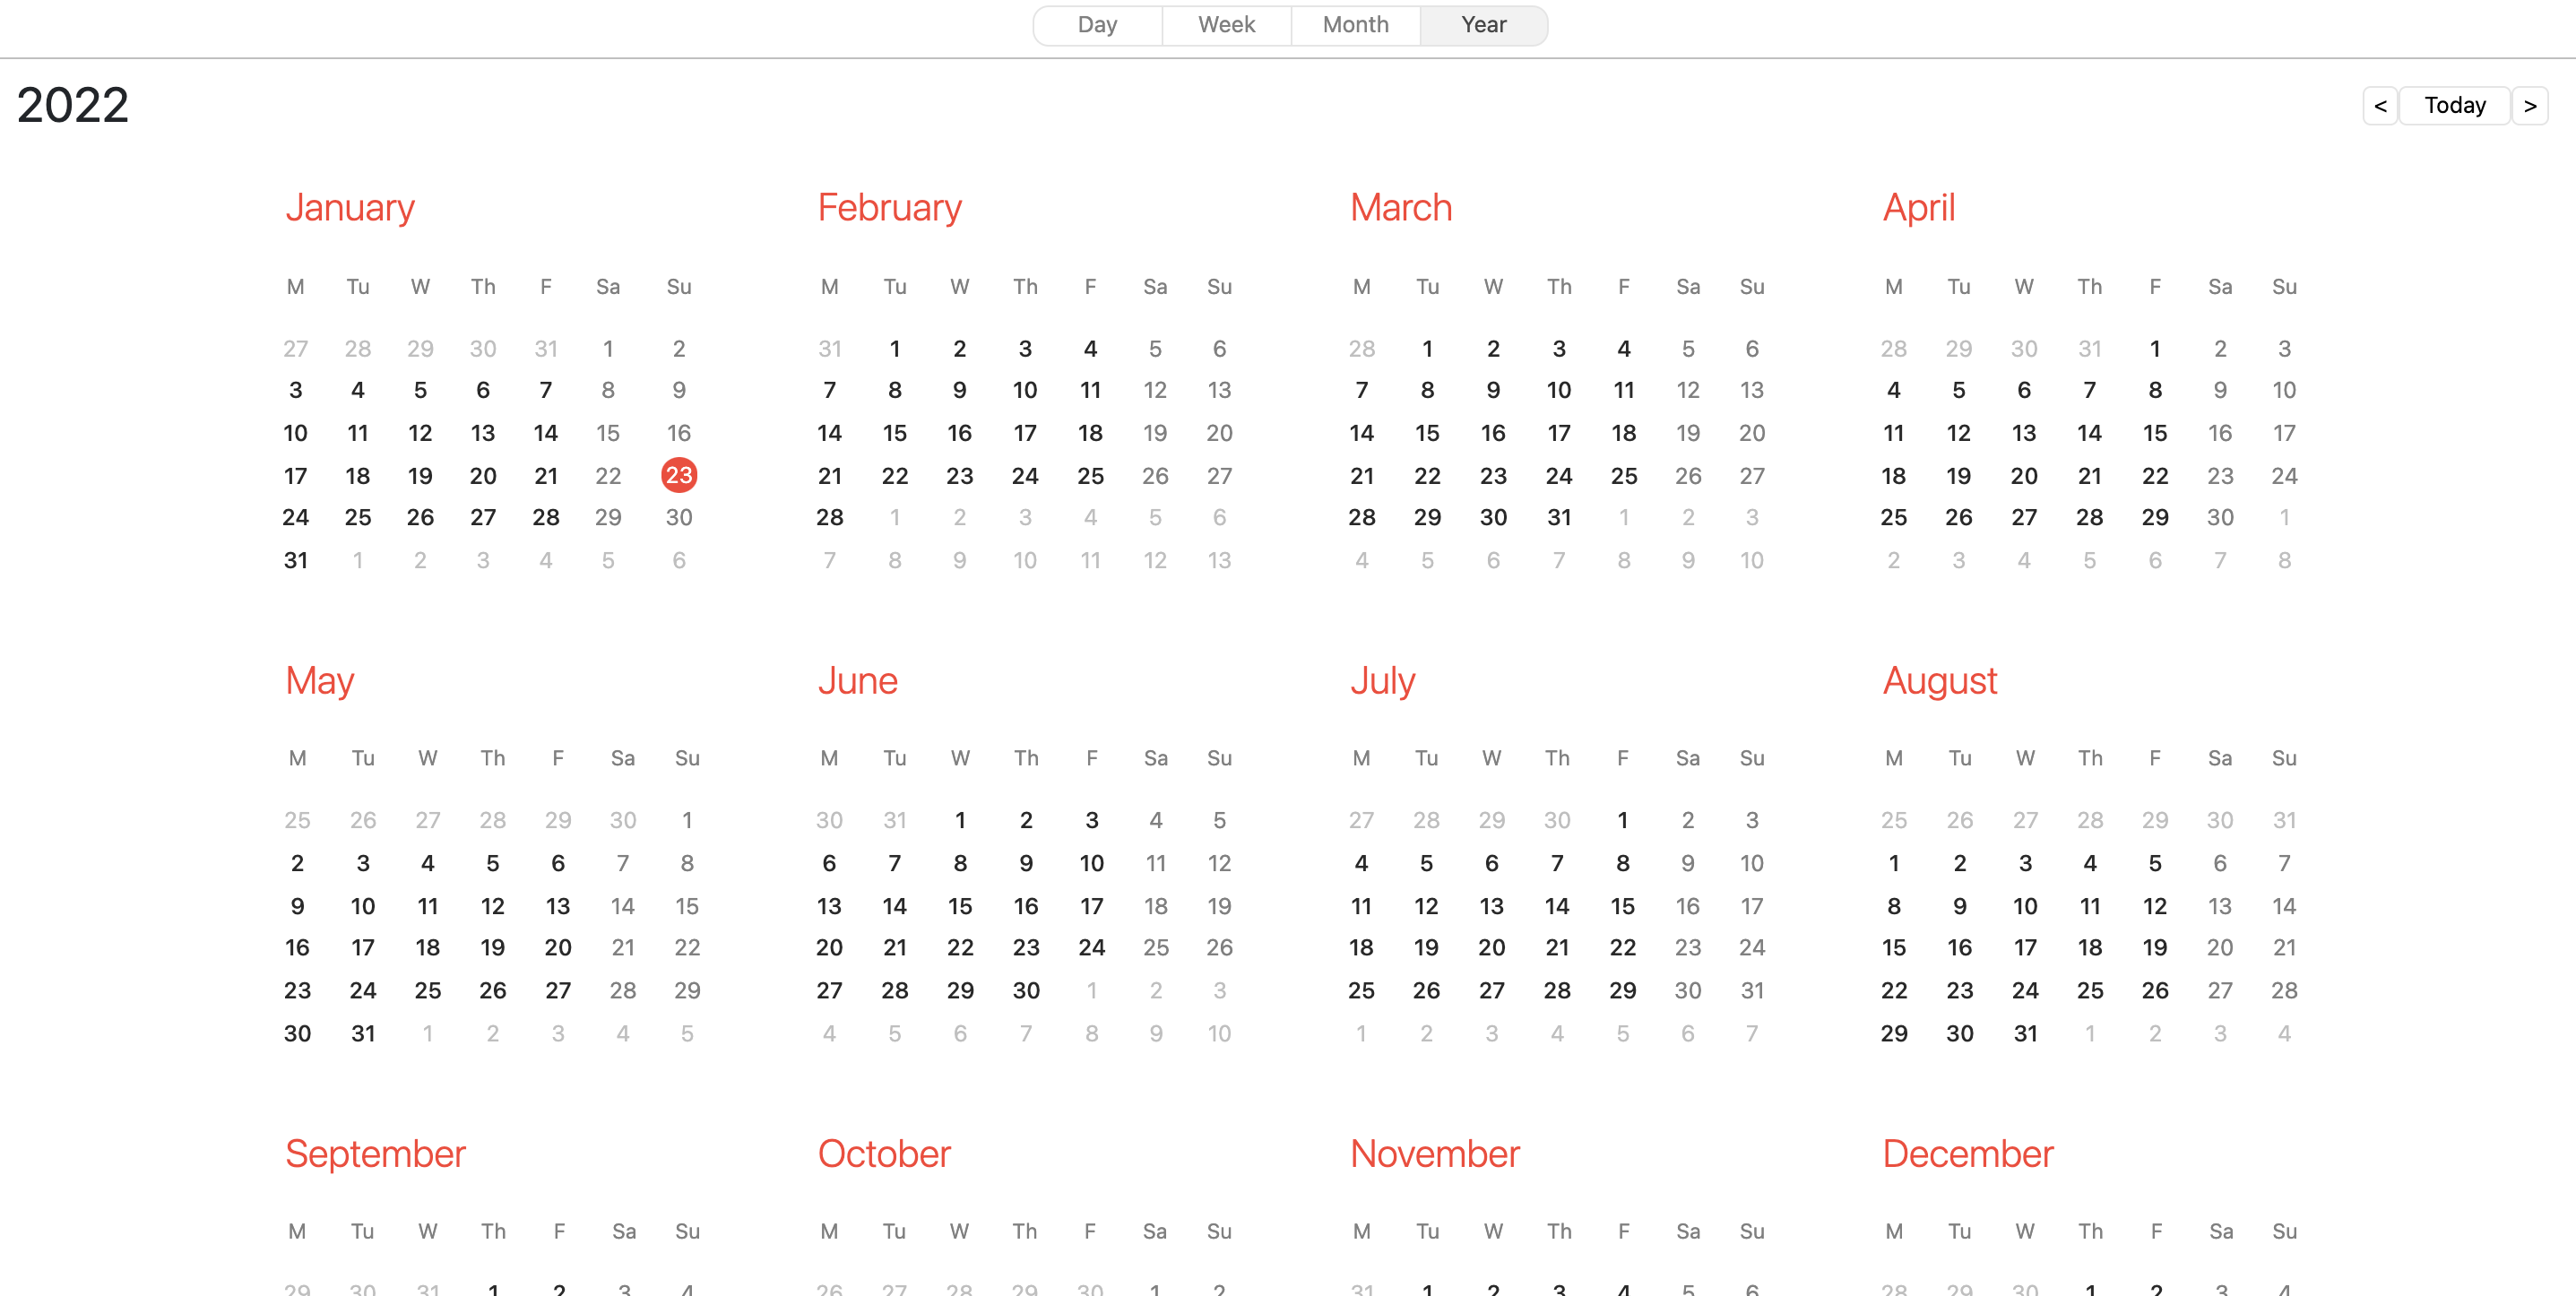 Day Week Month Year
2022 < Today >
January February March April
M Tu W Th F Sa Su M Tu W Th F Sa Su M Tu W Th F Sa Su M Tu W Th F Sa Su
27 28 29 30 31 1 2 31 1 2 3 4 5 6 28 1 2 3 4 5 6 28 29 30 31 1 2 3
3 4 5 6 7 8 9 7 8 9 10 11 12 13 7 8 9 10 11 12 13 4 5 6 7 8 9 10
10 11 12 13 14 15 16 14 15 16 17 18 19 20 14 15 16 17 18 19 20 11 12 13 14 15 16 17
17 18 19 20 21 22 23 21 22 23 24 25 26 27 21 22 23 24 25 26 27 18 19 20 21 22 23 24
24 25 26 27 28 29 30 28 1 2 3 4 5 6 28 29 30 31 1 2 3 25 26 27 28 29 30 1
31 1 2 3 4 5 6 7 8 9 10 11 12 13 4 5 6 7 8 9 10 2 3 4 5 6 7 8
May June July August
M Tu W Th F Sa Su M Tu W Th F Sa Su M Tu W Th F Sa Su M Tu W Th F Sa Su
25 26 27 28 29 30 1 30 31 1 2 3 4 5 27 28 29 30 1 2 3 25 26 27 28 29 30 31
2 3 4 5 6 7 8 6 7 8 9 10 11 12 4 5 6 7 8 9 10 1 2 3 4 5 6 7
9 10 11 12 13 14 15 13 14 15 16 17 18 19 11 12 13 14 15 16 17 8 9 10 11 12 13 14
16 17 18 19 20 21 22 20 21 22 23 24 25 26 18 19 20 21 22 23 24 15 16 17 18 19 20 21
23 24 25 26 27 28 29 27 28 29 30 1 2 3 25 26 27 28 29 30 31 22 23 24 25 26 27 28
30 31 1 2 3 4 5 4 5 6 7 8 9 10 1 2 3 4 5 6 7 29 30 31 1 2 3 4
September October November December
M Tu W Th F Sa Su M Tu W Th F Sa Su M Tu W Th F Sa Su M Tu W Th F Sa Su
29 30 31 1 2 3 4 26 27 28 29 30 1 2 31 1 2 3 4 5 6 28 29 30 1 2 3 4